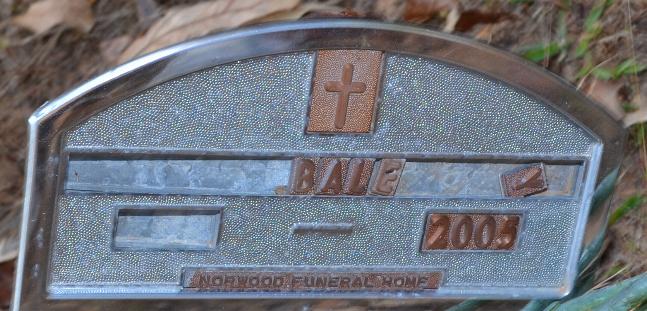 BALE
— 2005
NORWOOD FUNERAL HOME